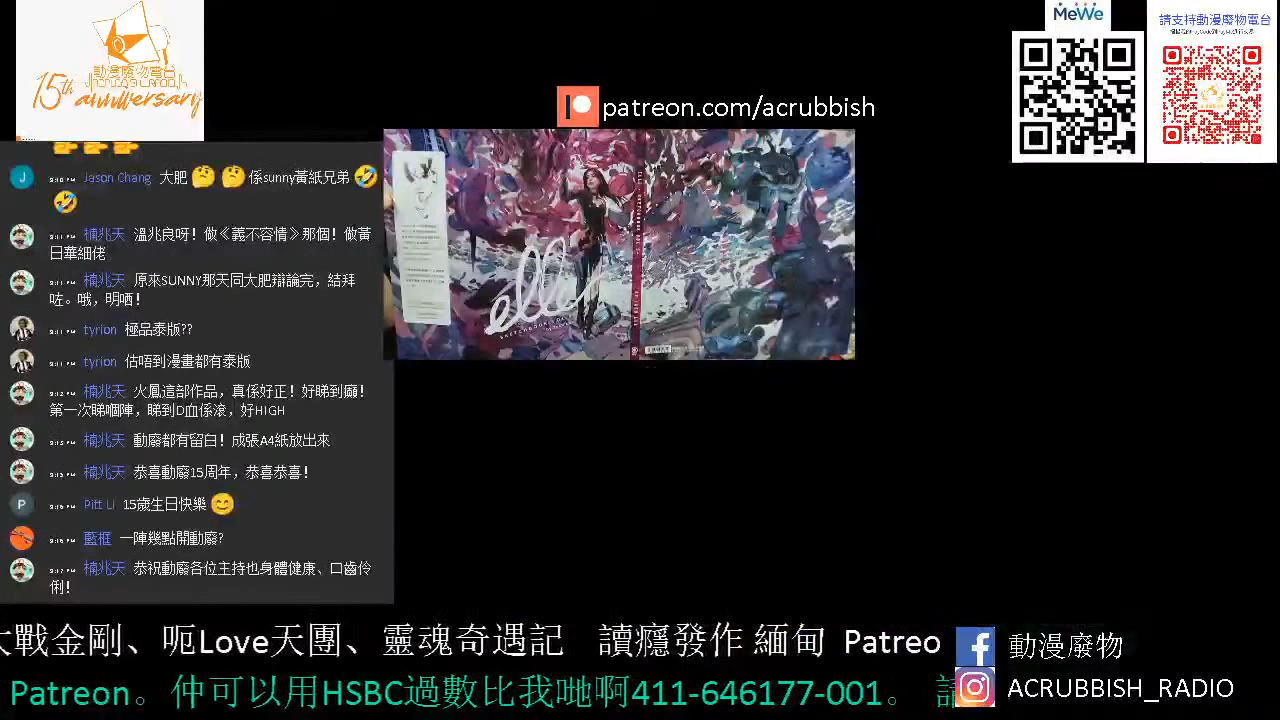 動漫廢物電台
15th anniversary
MeWe
請支持動漫廢物電台
patreon.com/acrubbish
Jason Chang 大肥🤔🤔係sunny黃紙兄弟🤣
🤣
楠兆天 溫兆良呀！做《義不容情》那個！做黃
日華細佬
楠兆天 原來SUNNY那天同大肥辯論完，結拜
咗。哦，明哂！
tyrion 極品泰版??
tyrion 估唔到漫畫都有泰版
楠兆天 火鳳這部作品，真係好正！好睇到癲！
第一次睇嗰陣，睇到D血係滾，好HIGH
楠兆天 動廢都有留白！成張A4紙放出來
楠兆天 恭喜動廢15周年，恭喜恭喜！
P Pitt Li 15歲生日快樂😊
藍框 一陣幾點開動廢?
楠兆天 恭祝動廢各位主持也身體健康、口齒伶
俐！
elle
大戰金剛、呃Love天團、靈魂奇遇記 讀癮發作 緬甸 Patreo
動漫廢物
Patreon。仲可以用HSBC過數比我哋啊411-646177-001。 請
ACRUBBISH_RADIO